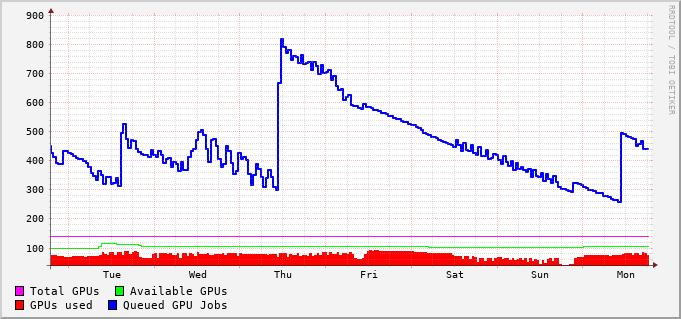 900
800
700
600
500
400
300
200
100
Tue Wed Thu Fri Sat Sun Mon
Total GPUs Available GPUs
GPUs used Queued GPU Jobs
RRDTOOL / TOBI OETIKER